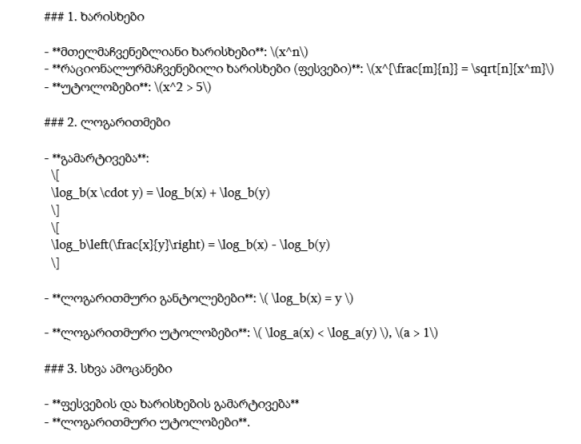 ### 1. ხარისხები
- **მთელმაჩვენებლიანი ხარისხები**: \(x^n\)
- **რაციონალურმაჩვენებილი ხარისხები (ფესვები)**: \(x^{\frac{m}{n}} = \sqrt[n]{x^m}\)
- **უტოლობები**: \(x^2 > 5\)
### 2. ლოგარითმები
- **გამარტივება**:
\[
\log_b(x \cdot y) = \log_b(x) + \log_b(y)
\]
\[
\log_b\left(\frac{x}{y}\right) = \log_b(x) - \log_b(y)
\]
- **ლოგარითმური განტოლებები**: \( \log_b(x) = y \)
- **ლოგარითმური უტოლობები**: \( \log_a(x) < \log_a(y) \), \(a > 1\)
### 3. სხვა ამოცანები
- **ფესვების და ხარისხების გამარტივება**
- **ლოგარითმური უტოლობები**.